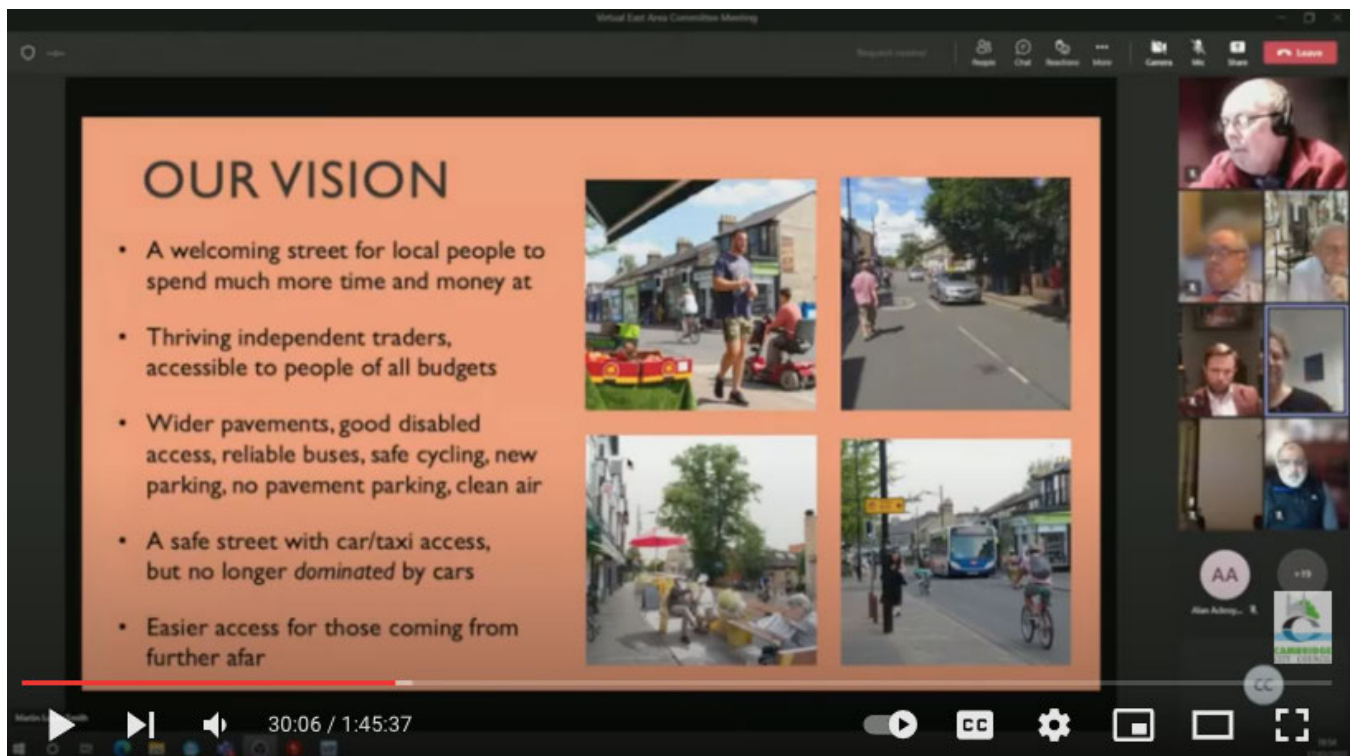 Virtual East Area Committee Meeting
People
Chat
Reactions
More
Camera
Mic
Share
Leave
OUR VISION
• A welcoming street for local people to
spend much more time and money at
• Thriving independent traders,
accessible to people of all budgets
• Wider pavements, good disabled
access, reliable buses, safe cycling, new
parking, no pavement parking, clean air
• A safe street with car/taxi access,
but no longer dominated by cars
• Easier access for those coming from
further afar
AA
+19
CAMBRIDGE
CITY COUNCIL
CC
30:06 / 1:45:37
CC